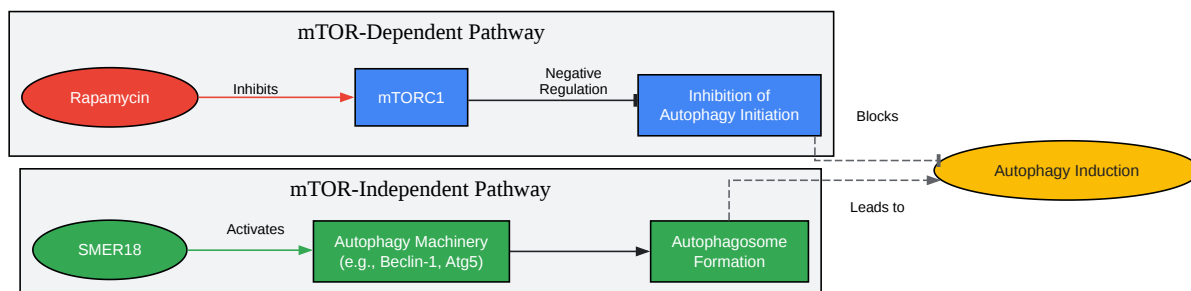 mTOR-Dependent Pathway
Rapamycin
Inhibits
mTORC1
Negative
Regulation
Inhibition of
Autophagy Initiation
Blocks
Autophagy Induction
Leads to
mTOR-Independent Pathway
SMER18
Activates
Autophagy Machinery
(e.g., Beclin-1, Atg5)
Autophagosome
Formation